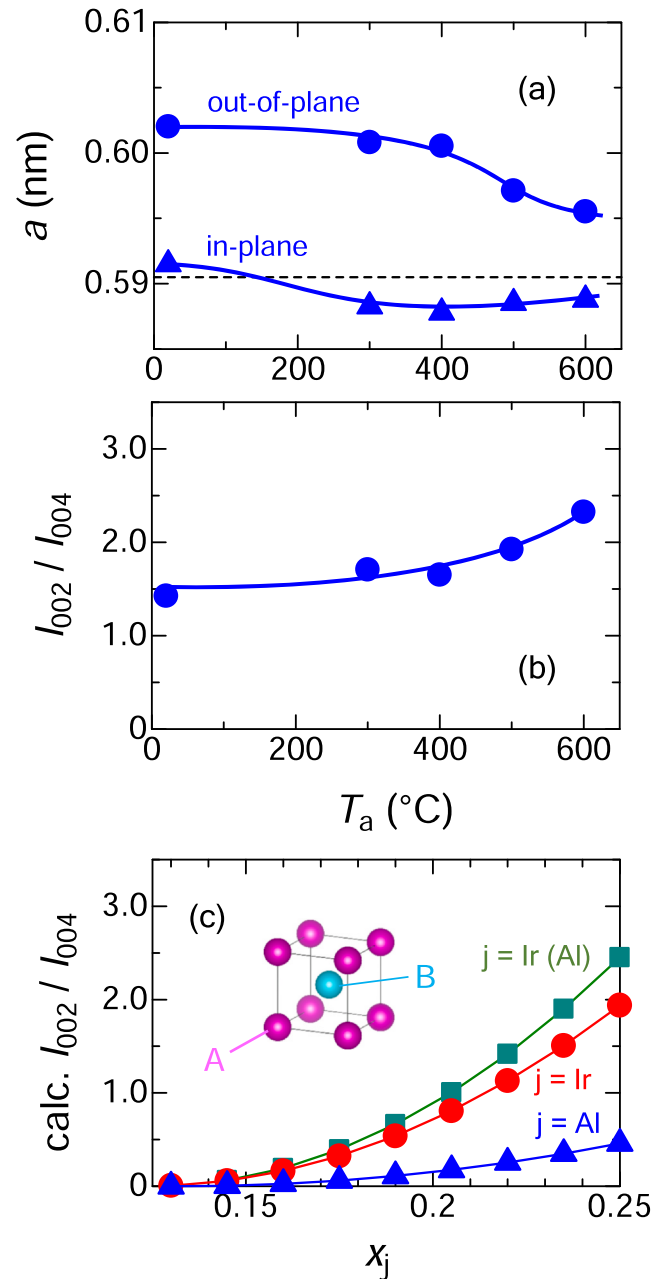 0.61
out-of-plane
(a)
0.60
a (nm)
in-plane
0.59
0 200 400 600
3.0
2.0
I002 / I004
1.0
(b)
0
0 200 400 600
Ta (°C)
3.0
(c)
j = Ir (Al)
B
2.0
calc. I002 / I004
A
1.0
j = Ir
j = Al
0
0.15 0.2 0.25
xj